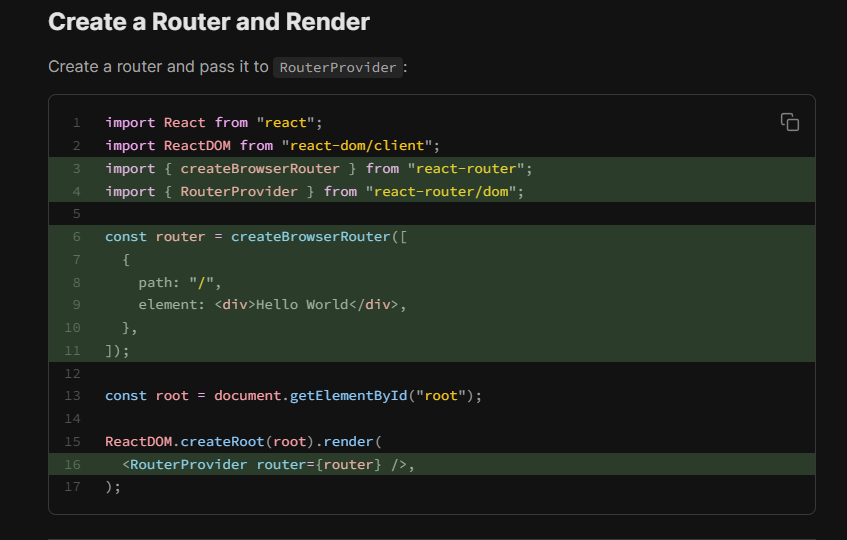 Create a Router and Render
Create a router and pass it to RouterProvider:
1 import React from "react";
2 import ReactDOM from "react-dom/client";
3 import { createBrowserRouter } from "react-router";
4 import { RouterProvider } from "react-router/dom";
5
6 const router = createBrowserRouter([
7   {
8     path: "/",
9     element: <div>Hello World</div>,
10   },
11 ]);
12
13 const root = document.getElementById("root");
14
15 ReactDOM.createRoot(root).render(
16   <RouterProvider router={router} />,
17 );